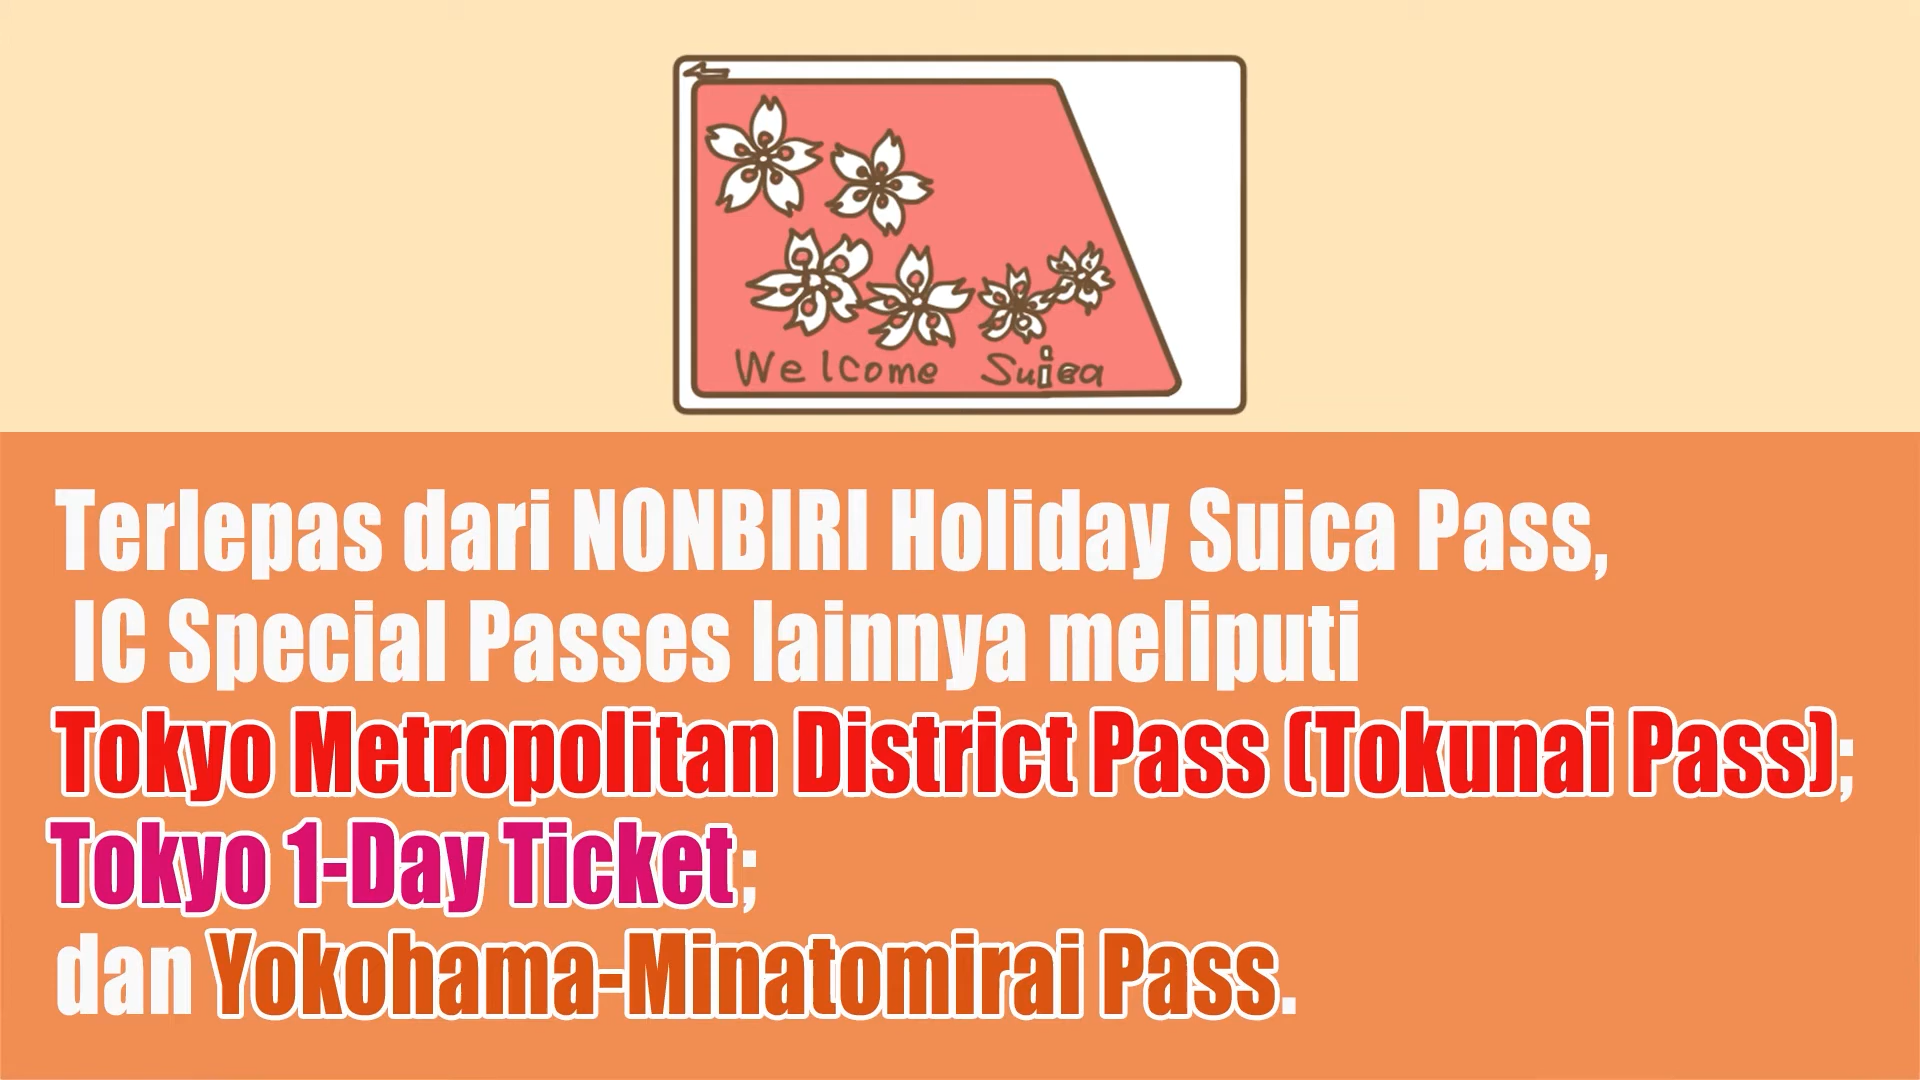 Welcome Suica
Terlepas dari NONBIRI Holiday Suica Pass,
IC Special Passes lainnya meliputi
Tokyo Metropolitan District Pass (Tokunai Pass);
Tokyo 1-Day Ticket;
dan Yokohama-Minatomirai Pass.